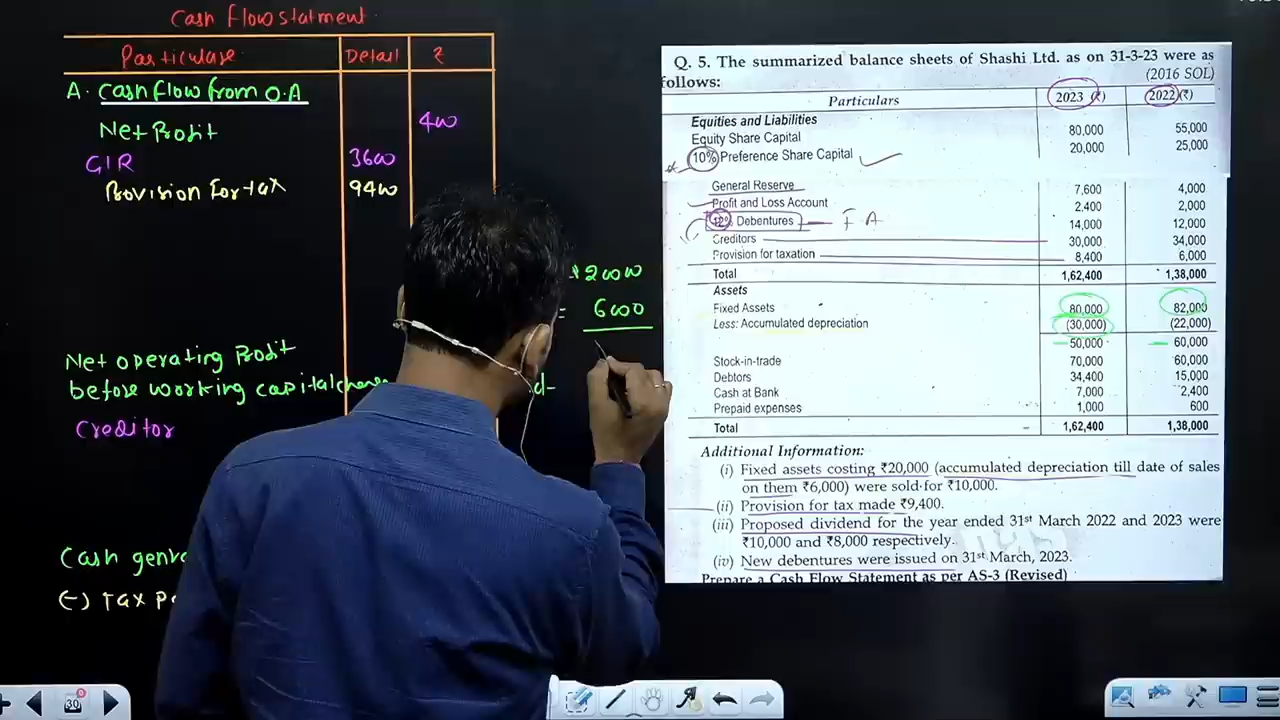 Cash flow statment
Particulars Detail ₹
A. Cash flow from O.A
Net Profit 400
GIR 3600
Provision For tax 9400
20000
= 6000
Net operating Profit
before working capital
d-
Creditor
Cash
(-) Tax
Q. 5. The summarized balance sheets of Shashi Ltd. as on 31-3-23 were as
follows: (2016 SOL)
Particulars 2023 (₹) 2022 (₹)
Equities and Liabilities
Equity Share Capital 80,000 55,000
10% Preference Share Capital 20,000 25,000
General Reserve 7,600 4,000
Profit and Loss Account 2,400 2,000
12% Debentures F A 14,000 12,000
Creditors 30,000 34,000
Provision for taxation 8,400 6,000
Total 1,62,400 1,38,000
Assets
Fixed Assets 80,000 82,000
Less: Accumulated depreciation (30,000) (22,000)
50,000 60,000
Stock-in-trade 70,000 60,000
Debtors 34,400 15,000
Cash at Bank 7,000 2,400
Prepaid expenses 1,000 600
Total 1,62,400 1,38,000
Additional Information:
(i) Fixed assets costing ₹20,000 (accumulated depreciation till date of sales
on them ₹6,000) were sold for ₹10,000.
(ii) Provision for tax made ₹9,400.
(iii) Proposed dividend for the year ended 31st March 2022 and 2023 were
₹10,000 and ₹8,000 respectively.
(iv) New debentures were issued on 31st March, 2023.
Prepare a Cash Flow Statement as per AS-3 (Revised)
30